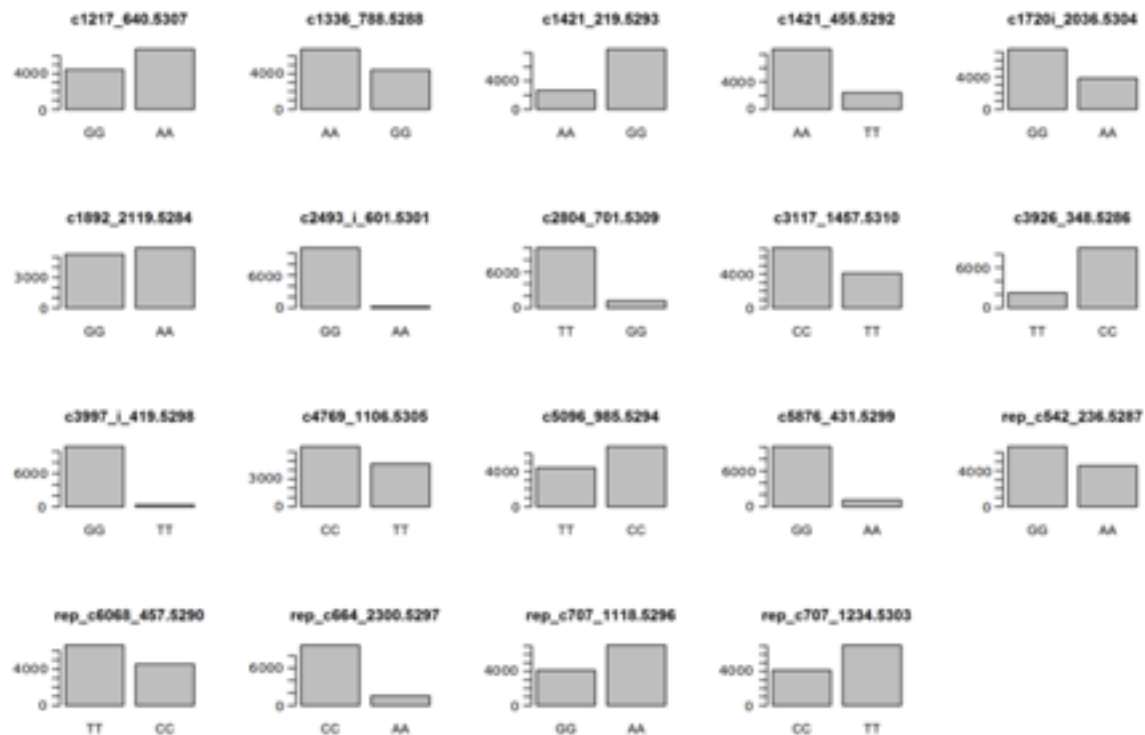 c1217_640.5307 c1336_788.5288 c1421_219.5293 c1421_455.5292 c1720i_2036.5304
4000 4000 4000 4000 4000
0 0 0 0 0
GG AA AA GG AA GG AA TT GG AA
c1892_2119.5284 c2493_i_601.5301 c2804_701.5309 c3117_1457.5310 c3926_348.5286
3000 6000 6000 4000 6000
0 0 0 0 0
GG AA GG AA TT GG CC TT TT CC
c3997_i_419.5298 c4769_1106.5305 c5096_985.5294 c5876_431.5299 rep_c542_236.5287
6000 3000 4000 6000 4000
0 0 0 0 0
GG TT CC TT TT CC GG AA GG AA
rep_c6068_457.5290 rep_c664_2300.5297 rep_c707_1118.5296 rep_c707_1234.5303
4000 6000 4000 4000
0 0 0 0
TT CC CC AA GG AA CC TT